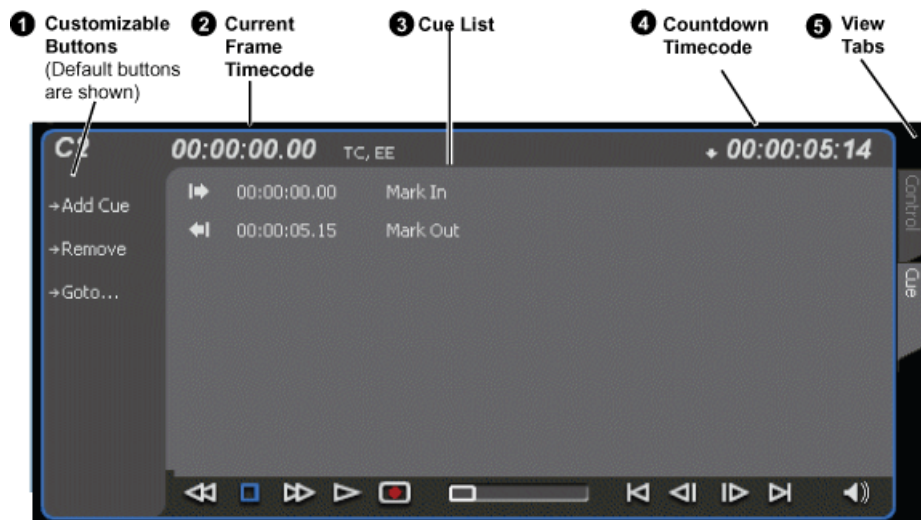 1 Customizable Buttons (Default buttons are shown)
2 Current Frame Timecode
3 Cue List
4 Countdown Timecode
5 View Tabs
C2 00:00:00.00 TC, EE 00:00:05:14
Add Cue
Remove
Goto...
00:00:00.00 Mark In
00:00:05.15 Mark Out
Control
Cue